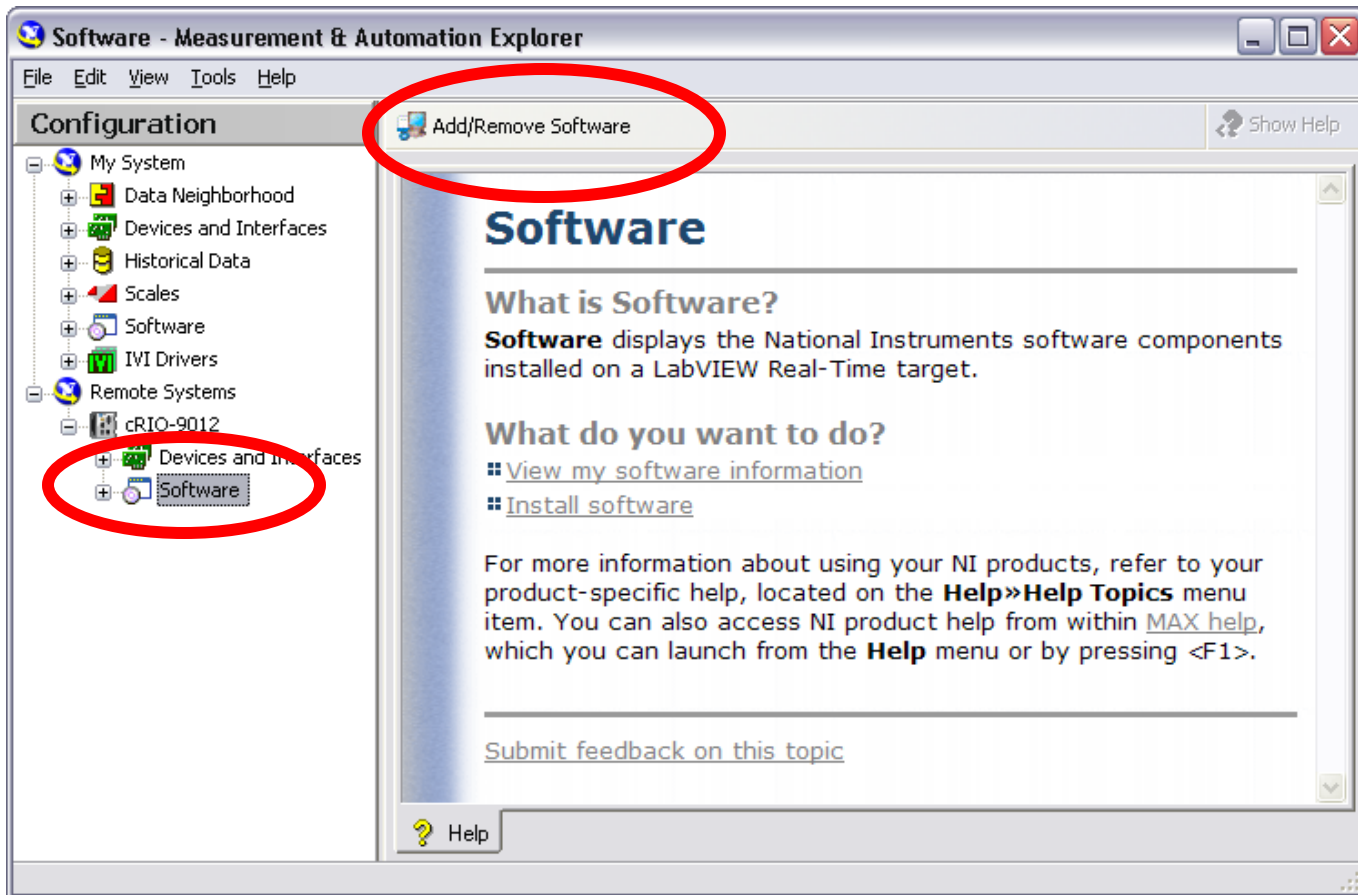 Software - Measurement & Automation Explorer
File Edit View Tools Help
Configuration
Add/Remove Software
Show Help
My System
Data Neighborhood
Devices and Interfaces
Historical Data
Scales
Software
IVI Drivers
Remote Systems
cRIO-9012
Devices and Interfaces
Software
Software
What is Software?
Software displays the National Instruments software components
installed on a LabVIEW Real-Time target.
What do you want to do?
View my software information
Install software
For more information about using your NI products, refer to your
product-specific help, located on the Help»Help Topics menu
item. You can also access NI product help from within MAX help,
which you can launch from the Help menu or by pressing <F1>.
Submit feedback on this topic
Help